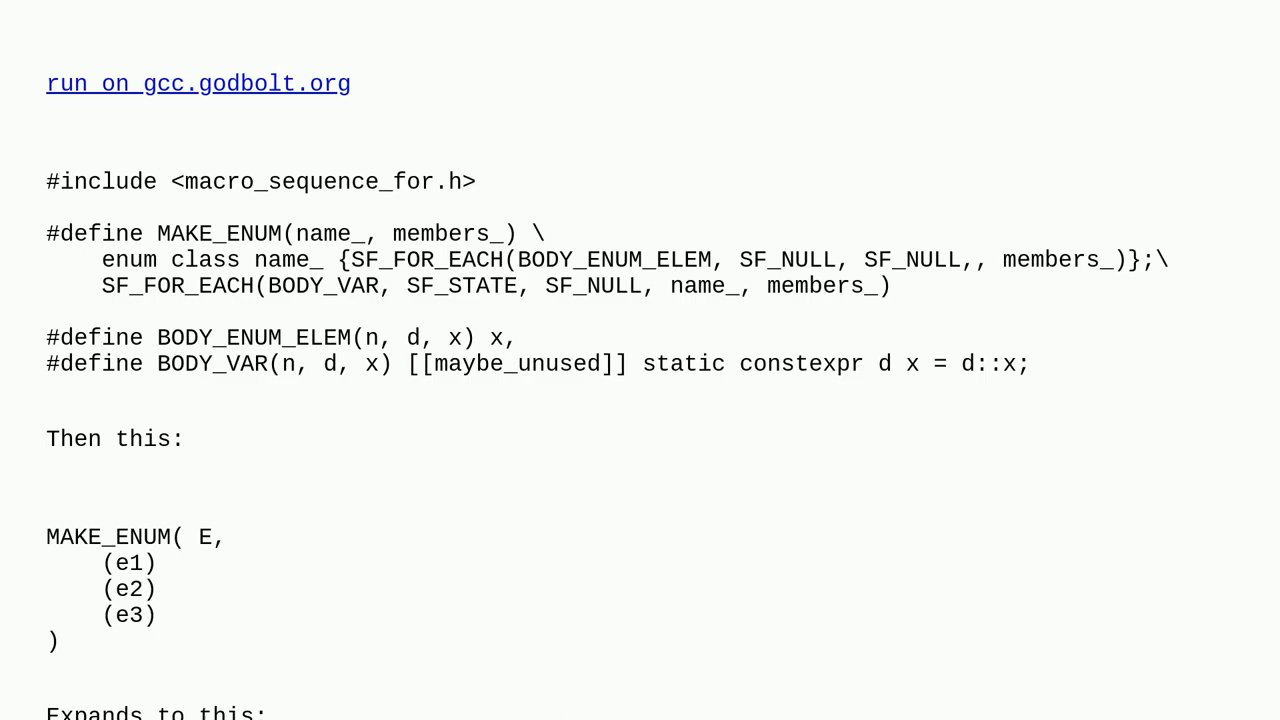 run on gcc.godbolt.org
#include <macro_sequence_for.h>
#define MAKE_ENUM(name_, members_) \
    enum class name_ {SF_FOR_EACH(BODY_ENUM_ELEM, SF_NULL, SF_NULL,, members_)};\
    SF_FOR_EACH(BODY_VAR, SF_STATE, SF_NULL, name_, members_)
#define BODY_ENUM_ELEM(n, d, x) x,
#define BODY_VAR(n, d, x) [[maybe_unused]] static constexpr d x = d::x;
Then this:
MAKE_ENUM( E,
    (e1)
    (e2)
    (e3)
)
Expands to this: